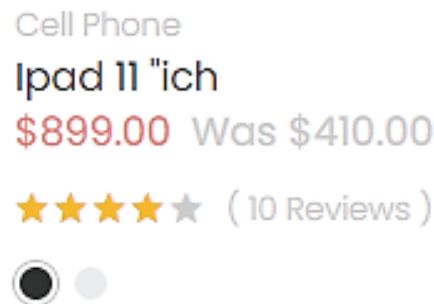 Cell Phone
Ipad 11 "ich
$899.00 Was $410.00
( 10 Reviews )